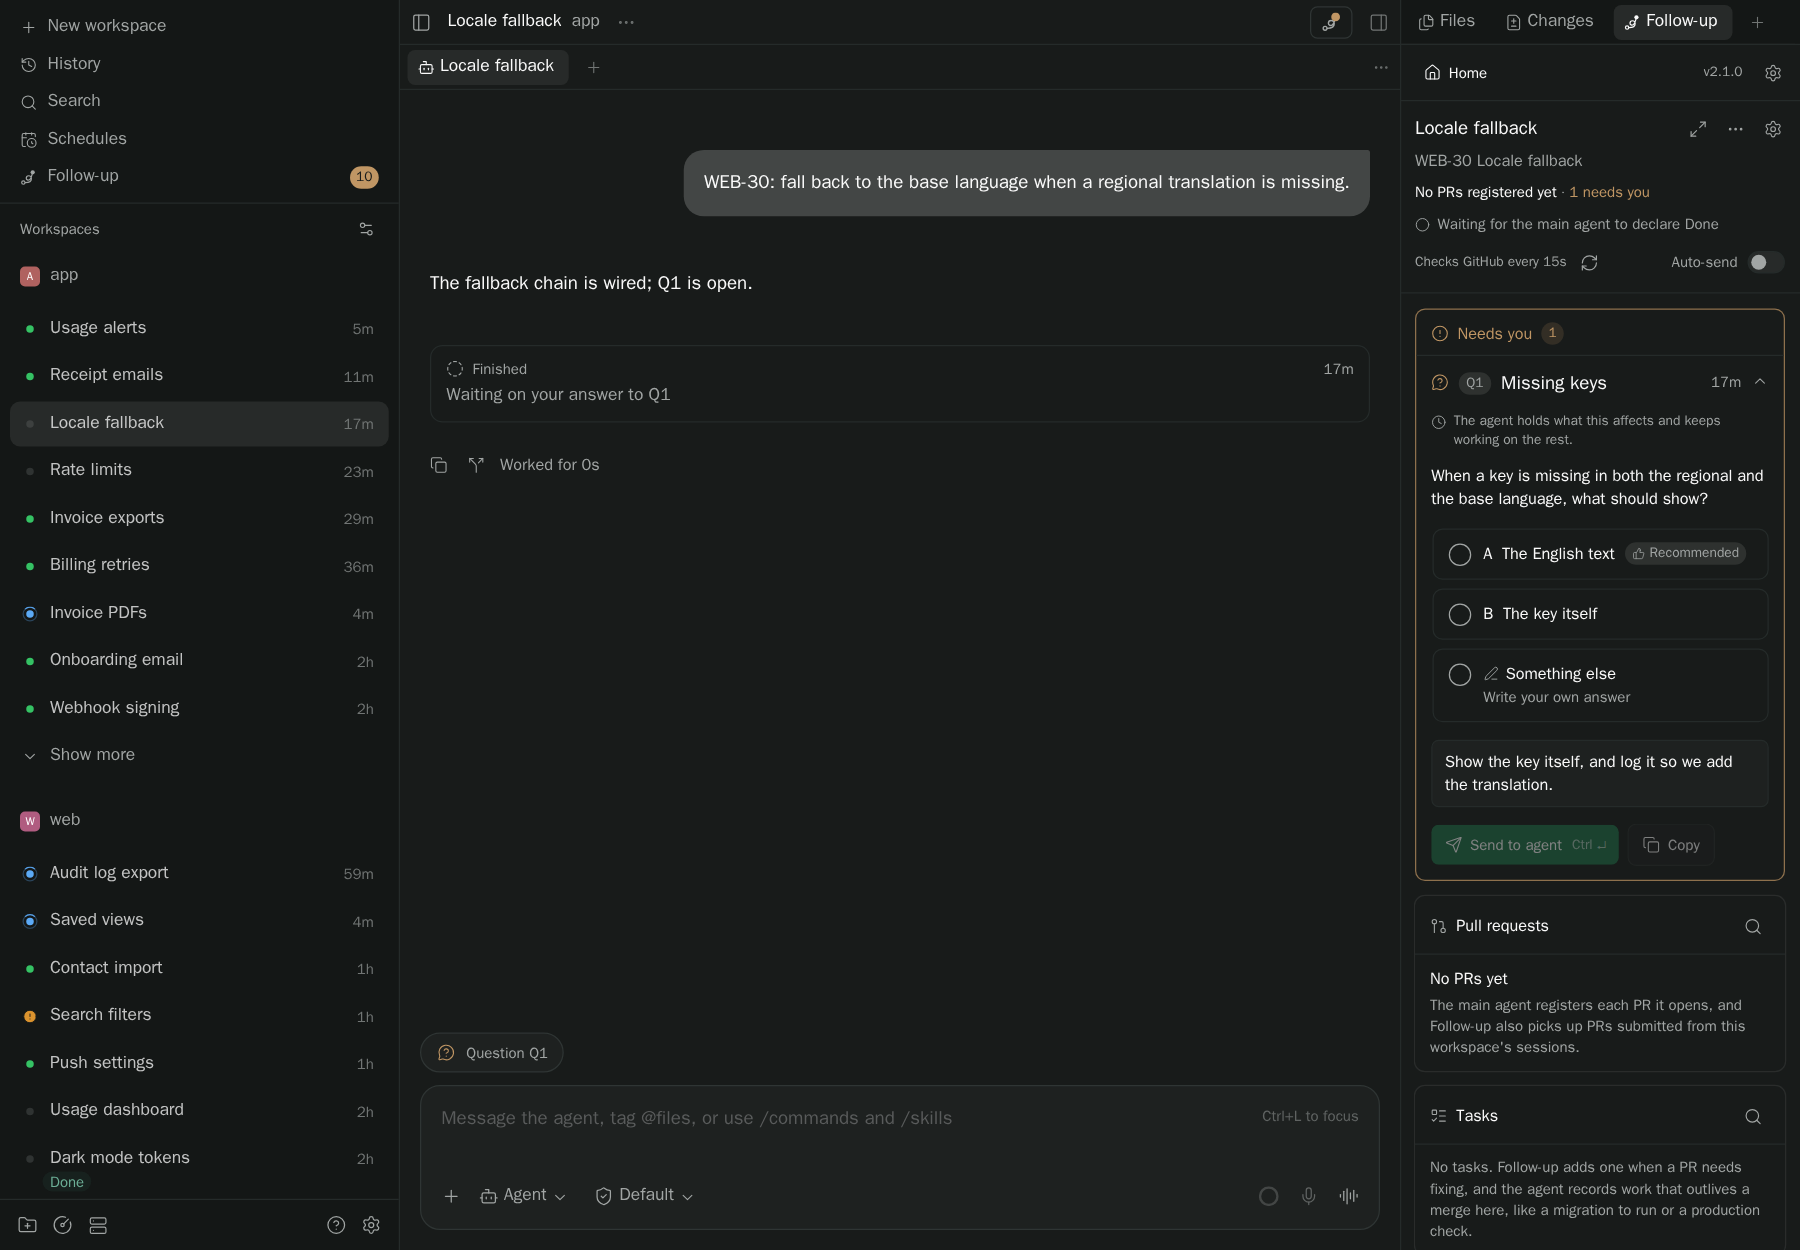 New workspace
History
Search
Schedules
Follow-up 10
Workspaces
A app
Usage alerts 5m
Receipt emails 11m
Locale fallback 17m
Rate limits 23m
Invoice exports 29m
Billing retries 36m
Invoice PDFs 4m
Onboarding email 2h
Webhook signing 2h
Show more
W web
Audit log export 59m
Saved views 4m
Contact import 1h
Search filters 1h
Push settings 1h
Usage dashboard 2h
Dark mode tokens 2h
Done
Locale fallback app
Locale fallback
WEB-30: fall back to the base language when a regional translation is missing.
The fallback chain is wired; Q1 is open.
Finished 17m
Waiting on your answer to Q1
Worked for 0s
Question Q1
Message the agent, tag @files, or use /commands and /skills
Ctrl+L to focus
Agent
Default
Files
Changes
Follow-up
Home
v2.1.0
Locale fallback
WEB-30 Locale fallback
No PRs registered yet · 1 needs you
Waiting for the main agent to declare Done
Checks GitHub every 15s
Auto-send
Needs you 1
Q1 Missing keys 17m
The agent holds what this affects and keeps
working on the rest.
When a key is missing in both the regional and
the base language, what should show?
A The English text Recommended
B The key itself
Something else
Write your own answer
Show the key itself, and log it so we add
the translation.
Send to agent Ctrl ↵
Copy
Pull requests
No PRs yet
The main agent registers each PR it opens, and
Follow-up also picks up PRs submitted from this
workspace's sessions.
Tasks
No tasks. Follow-up adds one when a PR needs
fixing, and the agent records work that outlives a
merge here, like a migration to run or a production
check.